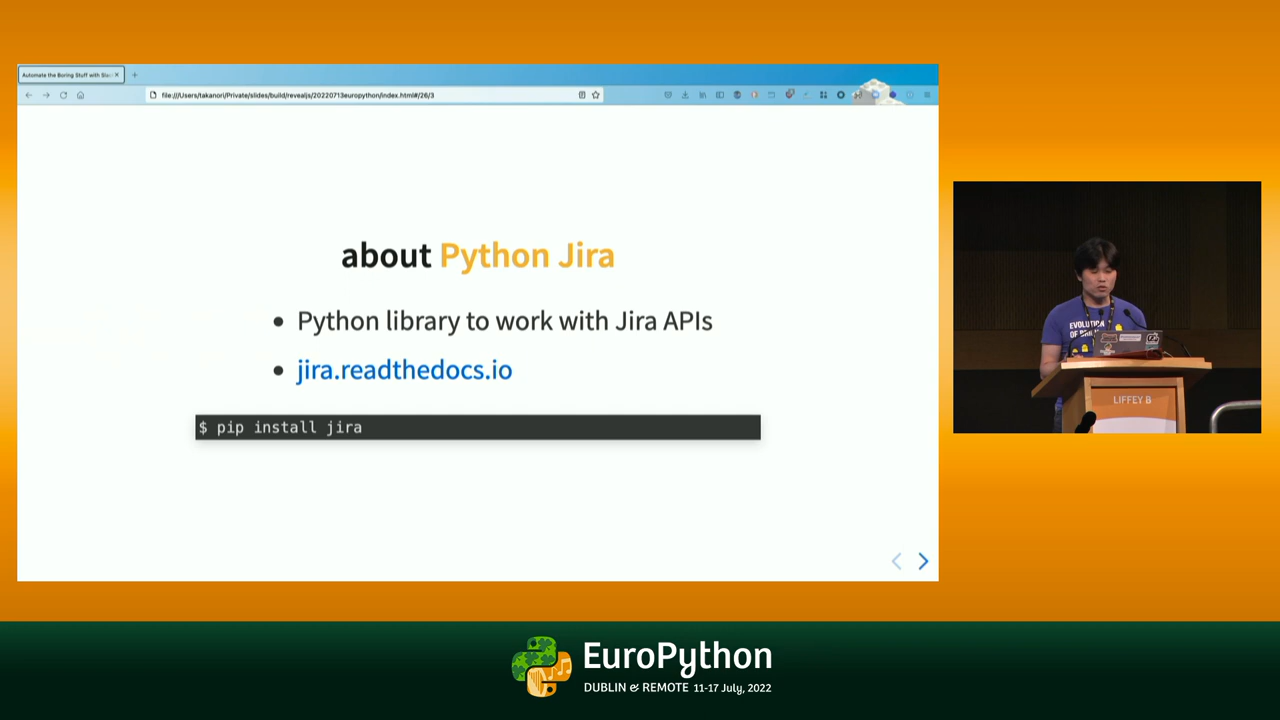 Automate the Boring Stuff with Slac
file:///Users/takanori/Private/slides/build/revealjs/20220713europython/index.html#/26/3
about Python Jira
Python library to work with Jira APIs
jira.readthedocs.io
$ pip install jira
EVOLUTION
LIFFEY B
EuroPython
DUBLIN & REMOTE 11-17 July, 2022